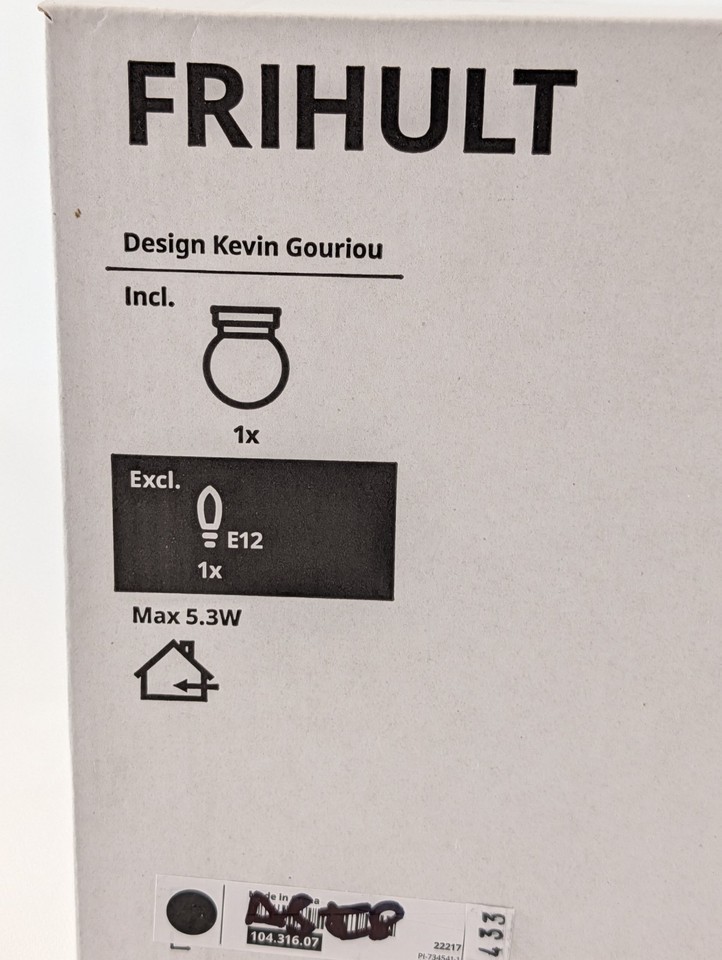 FRIHULT
Design Kevin Gouriou
Incl.
1x
Excl.
E12
1x
Max 5.3W
104.316.07
22217
433